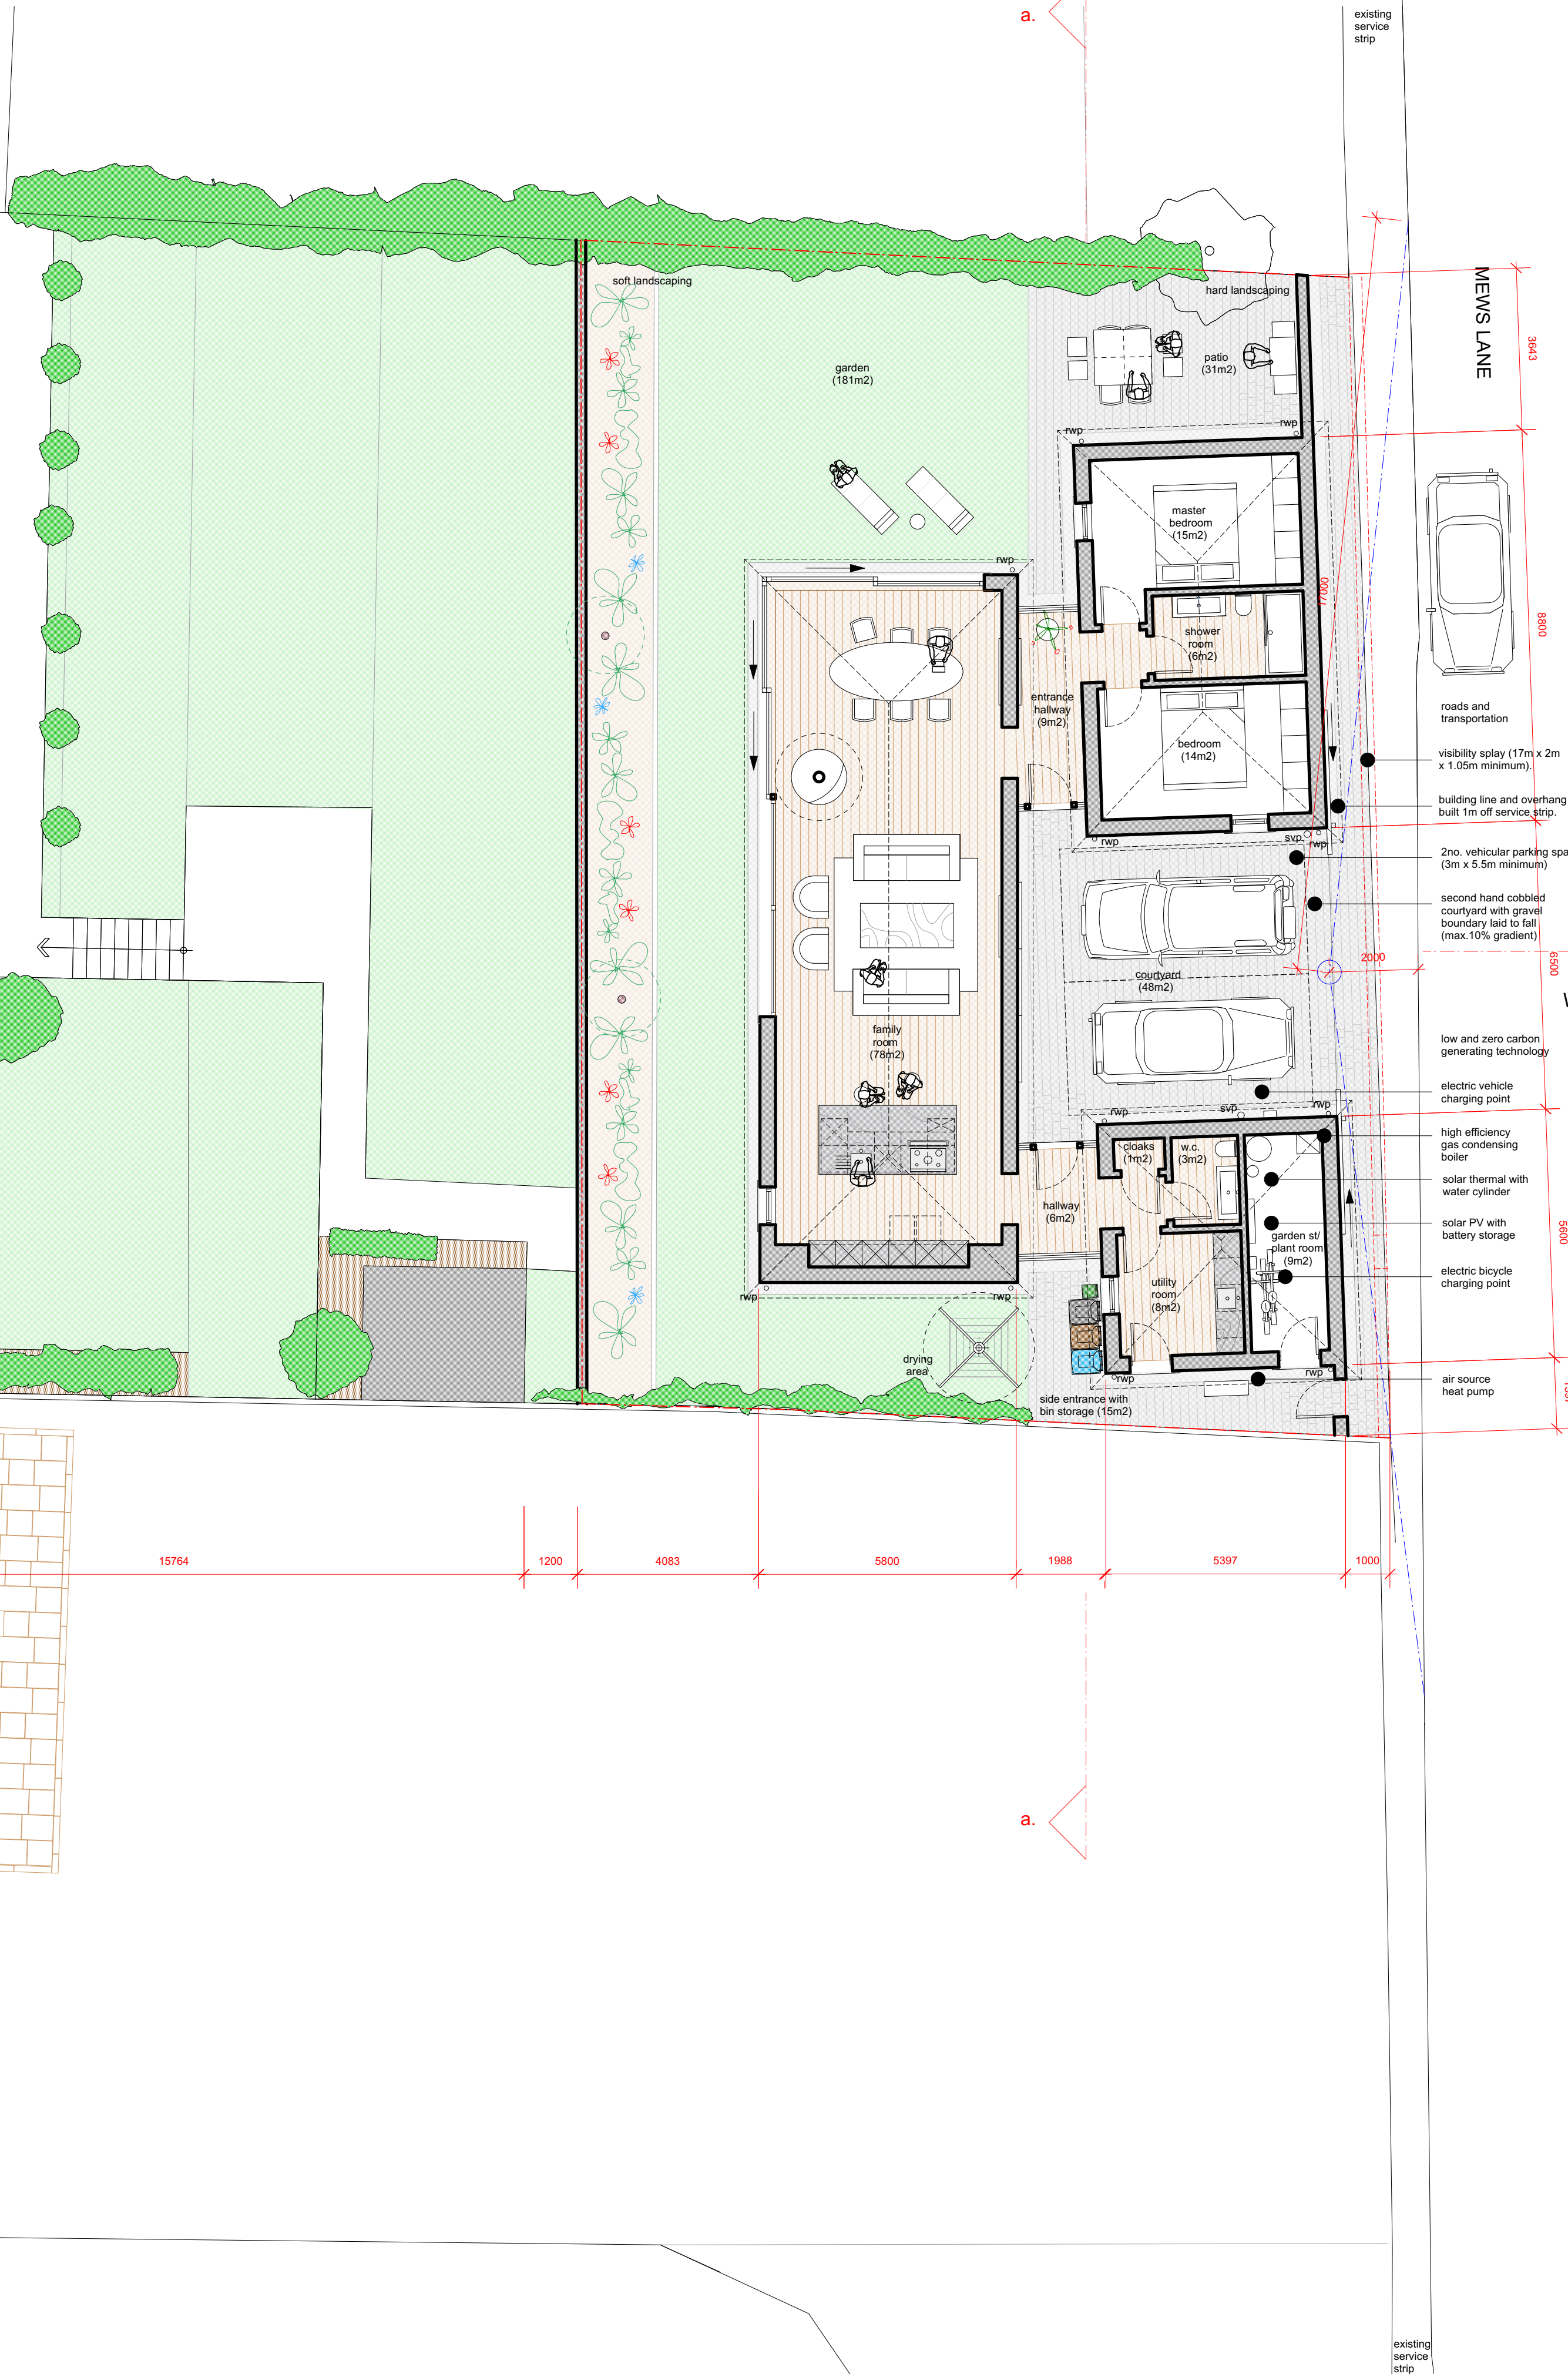 a.
existing
service
strip
MEWS LANE
soft landscaping
hard landscaping
garden
(181m2)
patio
(31m2)
3643
rwp
rwp
master
bedroom
(15m2)
rwp
17000
8800
shower
room
(6m2)
entrance
hallway
(9m2)
bedroom
(14m2)
roads and
transportation
visibility splay (17m x 2m
x 1.05m minimum).
building line and overhang
built 1m off service strip.
rwp
svp
rwp
2no. vehicular parking spa
(3m x 5.5m minimum)
second hand cobbled
courtyard with gravel
boundary laid to fall
(max.10% gradient)
2000
6500
courtyard
(48m2)
family
room
(78m2)
low and zero carbon
generating technology
electric vehicle
charging point
rwp
svp
rwp
high efficiency
gas condensing
boiler
cloaks
(1m2)
w.c.
(3m2)
solar thermal with
water cylinder
hallway
(6m2)
solar PV with
battery storage
5600
garden st/
plant room
(9m2)
electric bicycle
charging point
utility
room
(8m2)
rwp
rwp
drying
area
rwp
rwp
air source
heat pump
side entrance with
bin storage (15m2)
15764
1200
4083
5800
1988
5397
1000
a.
existing
service
strip